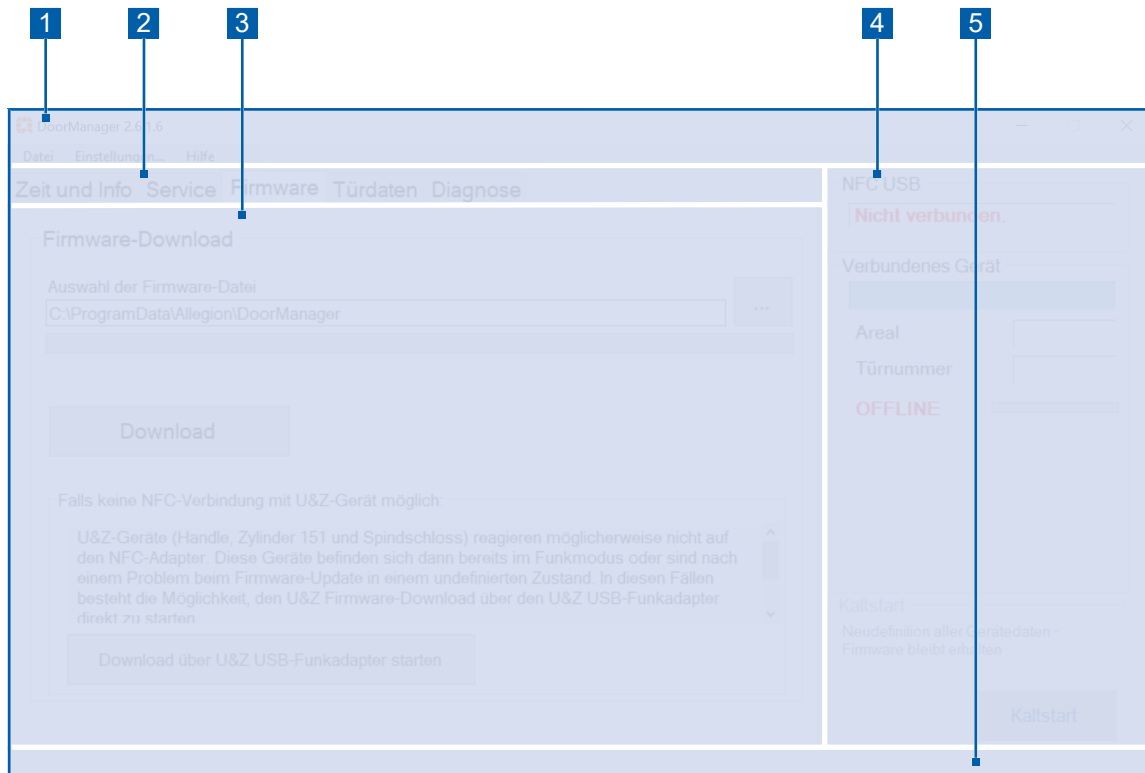 1
2
3
4
5
DoorManager 2.6.1.6
Datei Einstellungen... Hilfe
Zeit und Info Service Firmware Türdaten Diagnose
Firmware-Download
Auswahl der Firmware-Datei
C:\ProgramData\Allegion\DoorManager
...
Download
Falls keine NFC-Verbindung mit U&Z-Gerät möglich:
U&Z-Geräte (Handle, Zylinder 151 und Spindschloss) reagieren möglicherweise nicht auf
den NFC-Adapter. Diese Geräte befinden sich dann bereits im Funkmodus oder sind nach
einem Problem beim Firmware-Update in einem undefinierten Zustand. In diesen Fällen
besteht die Möglichkeit, den U&Z Firmware-Download über den U&Z USB-Funkadapter
direkt zu starten
Download über U&Z USB-Funkadapter starten
NFC USB
Nicht verbunden.
Verbundenes Gerät
Areal
Türnummer
OFFLINE
Kaltstart
Neudefinition aller Gerätedaten -
Firmware bleibt erhalten
Kaltstart